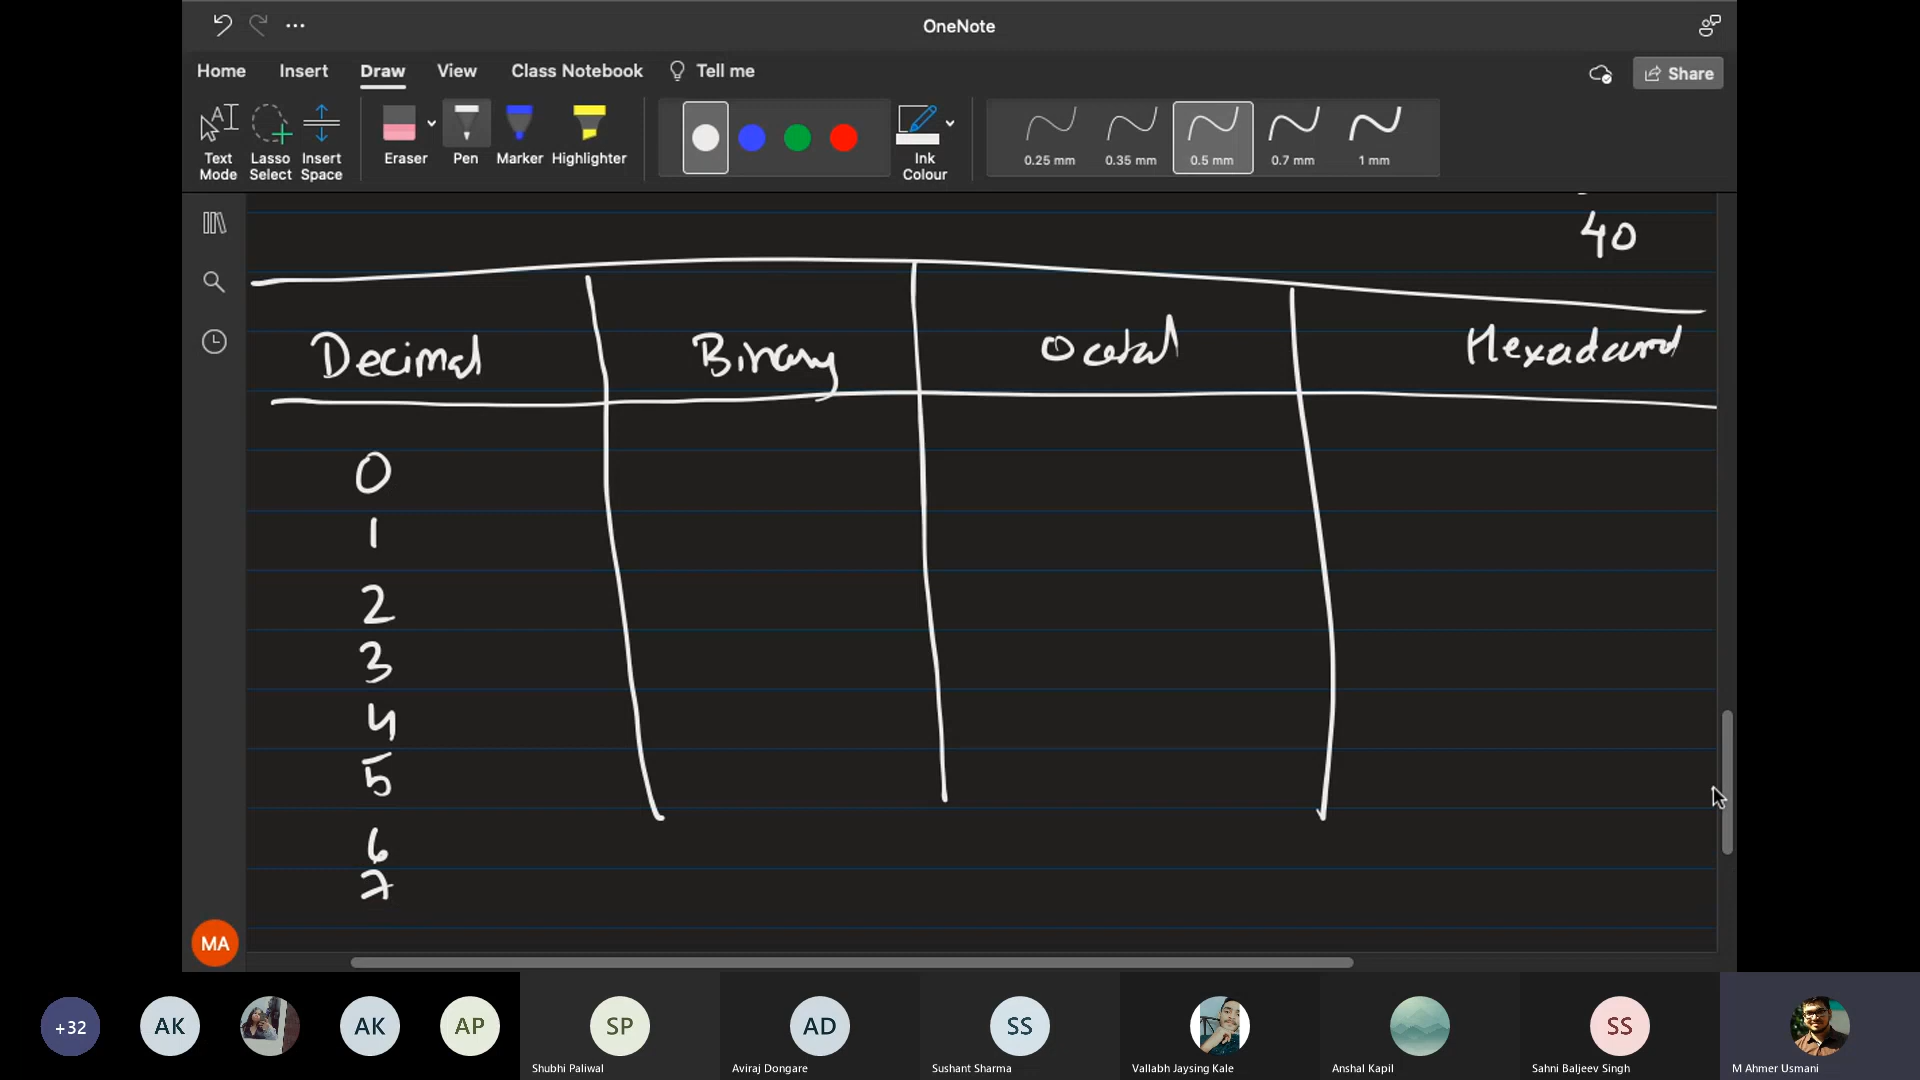 OneNote
Home Insert Draw View Class Notebook Tell me
Share
Text Mode
Lasso Select
Insert Space
Eraser
Pen
Marker
Highlighter
Ink Colour
0.25 mm
0.35 mm
0.5 mm
0.7 mm
1 mm
40
Decimal Binary Ocatal
0
1
2
3
4
5
6
7
MA
+32 AK AK AP SP AD SS SS
Shubhi Paliwal Aviraj Dongare Sushant Sharma Vallabh Jaysing Kale Anshal Kapil Sahni Baljeev Singh M Ahmer Usmani